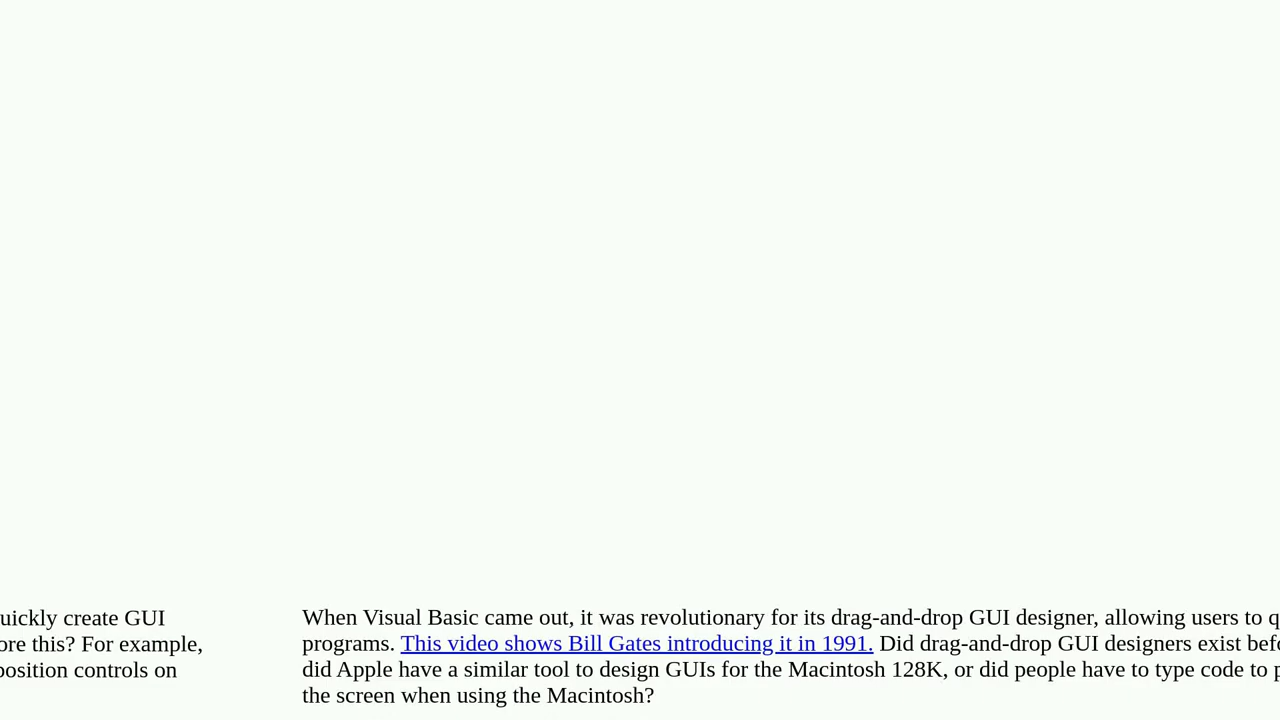 uickly create GUI
ore this? For example,
position controls on
When Visual Basic came out, it was revolutionary for its drag-and-drop GUI designer, allowing users to q
programs. This video shows Bill Gates introducing it in 1991. Did drag-and-drop GUI designers exist befo
did Apple have a similar tool to design GUIs for the Macintosh 128K, or did people have to type code to p
the screen when using the Macintosh?